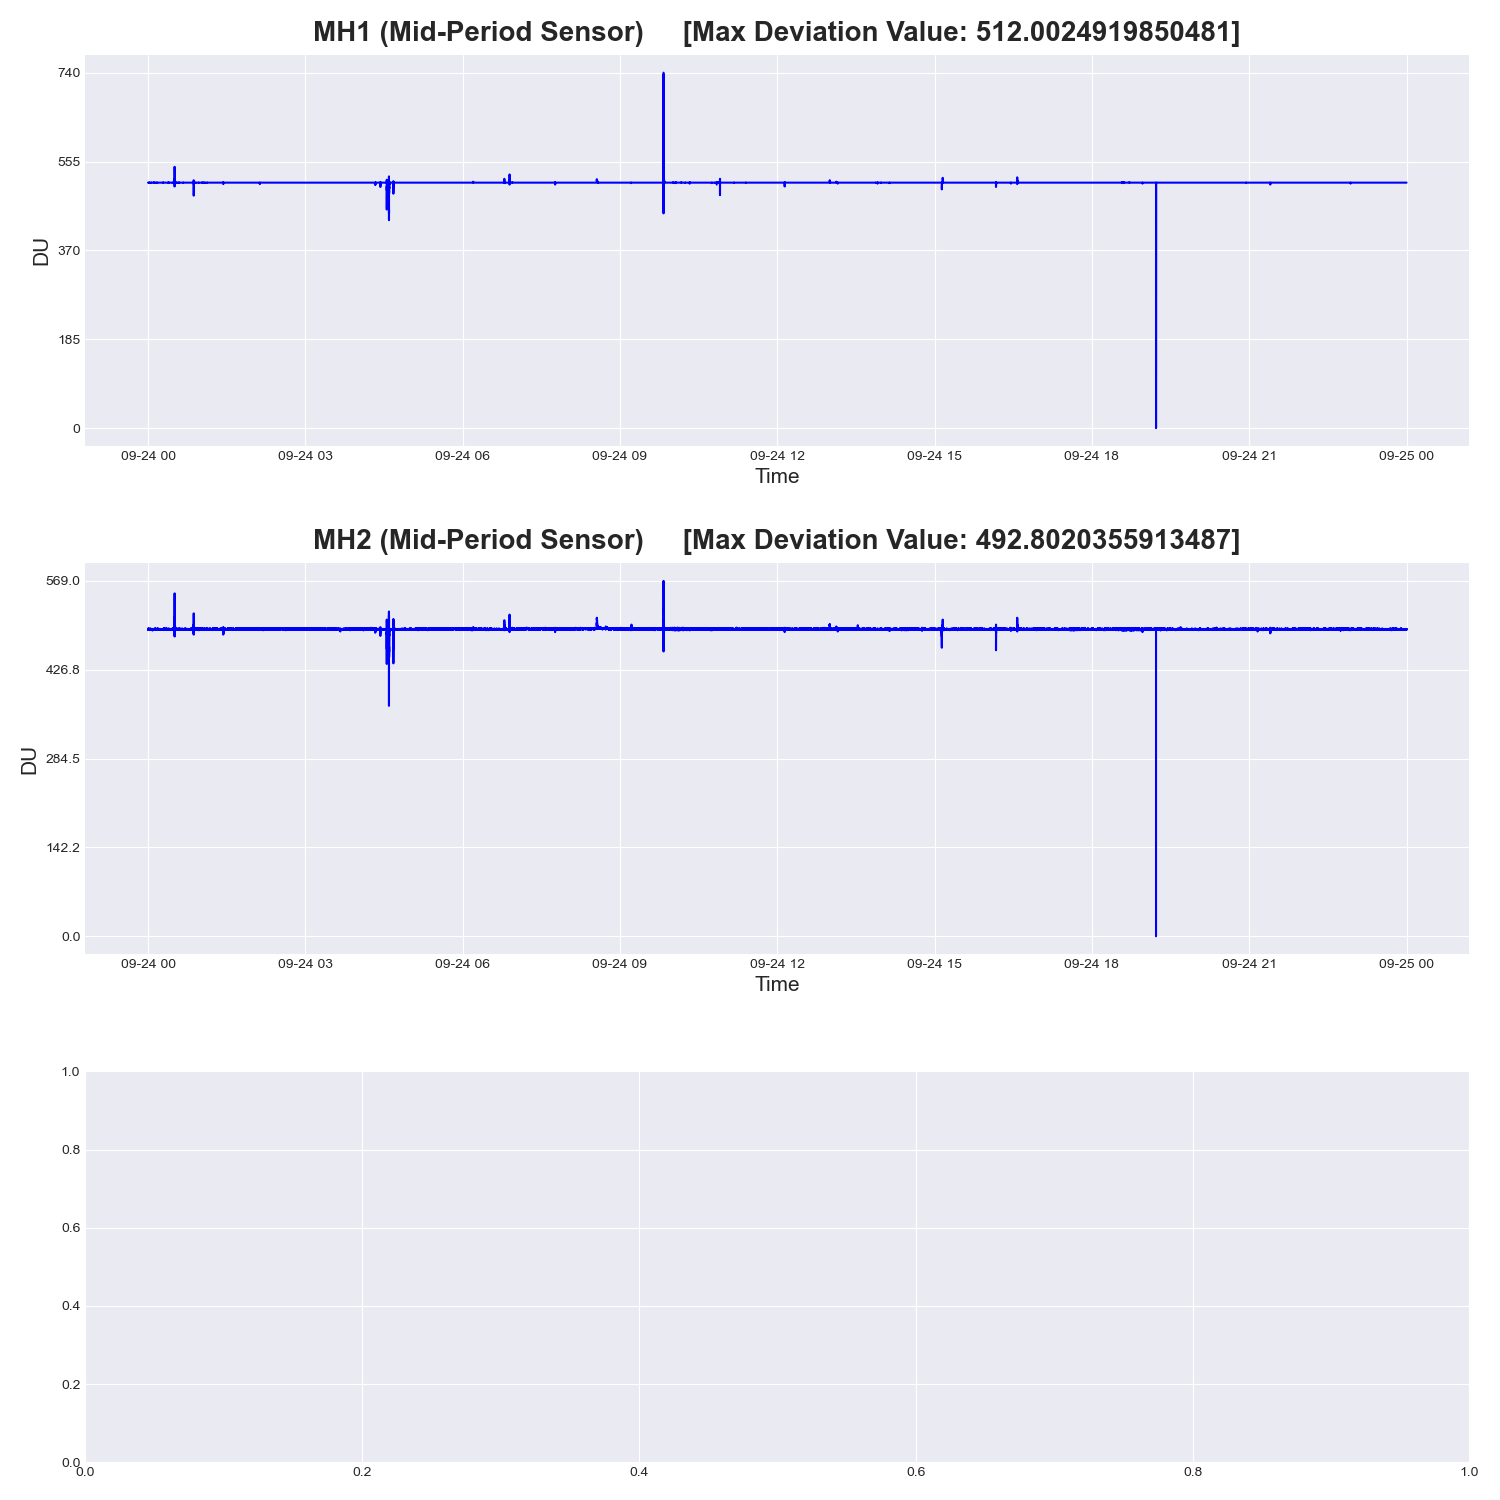 MH1 (Mid-Period Sensor) [Max Deviation Value: 512.0024919850481]
740
555
370
185
0
DU
09-24 00 09-24 03 09-24 06 09-24 09 09-24 12 09-24 15 09-24 18 09-24 21 09-25 00
Time
MH2 (Mid-Period Sensor) [Max Deviation Value: 492.8020355913487]
569.0
426.8
284.5
142.2
0.0
DU
09-24 00 09-24 03 09-24 06 09-24 09 09-24 12 09-24 15 09-24 18 09-24 21 09-25 00
Time
1.0
0.8
0.6
0.4
0.2
0.0
0.0 0.2 0.4 0.6 0.8 1.0